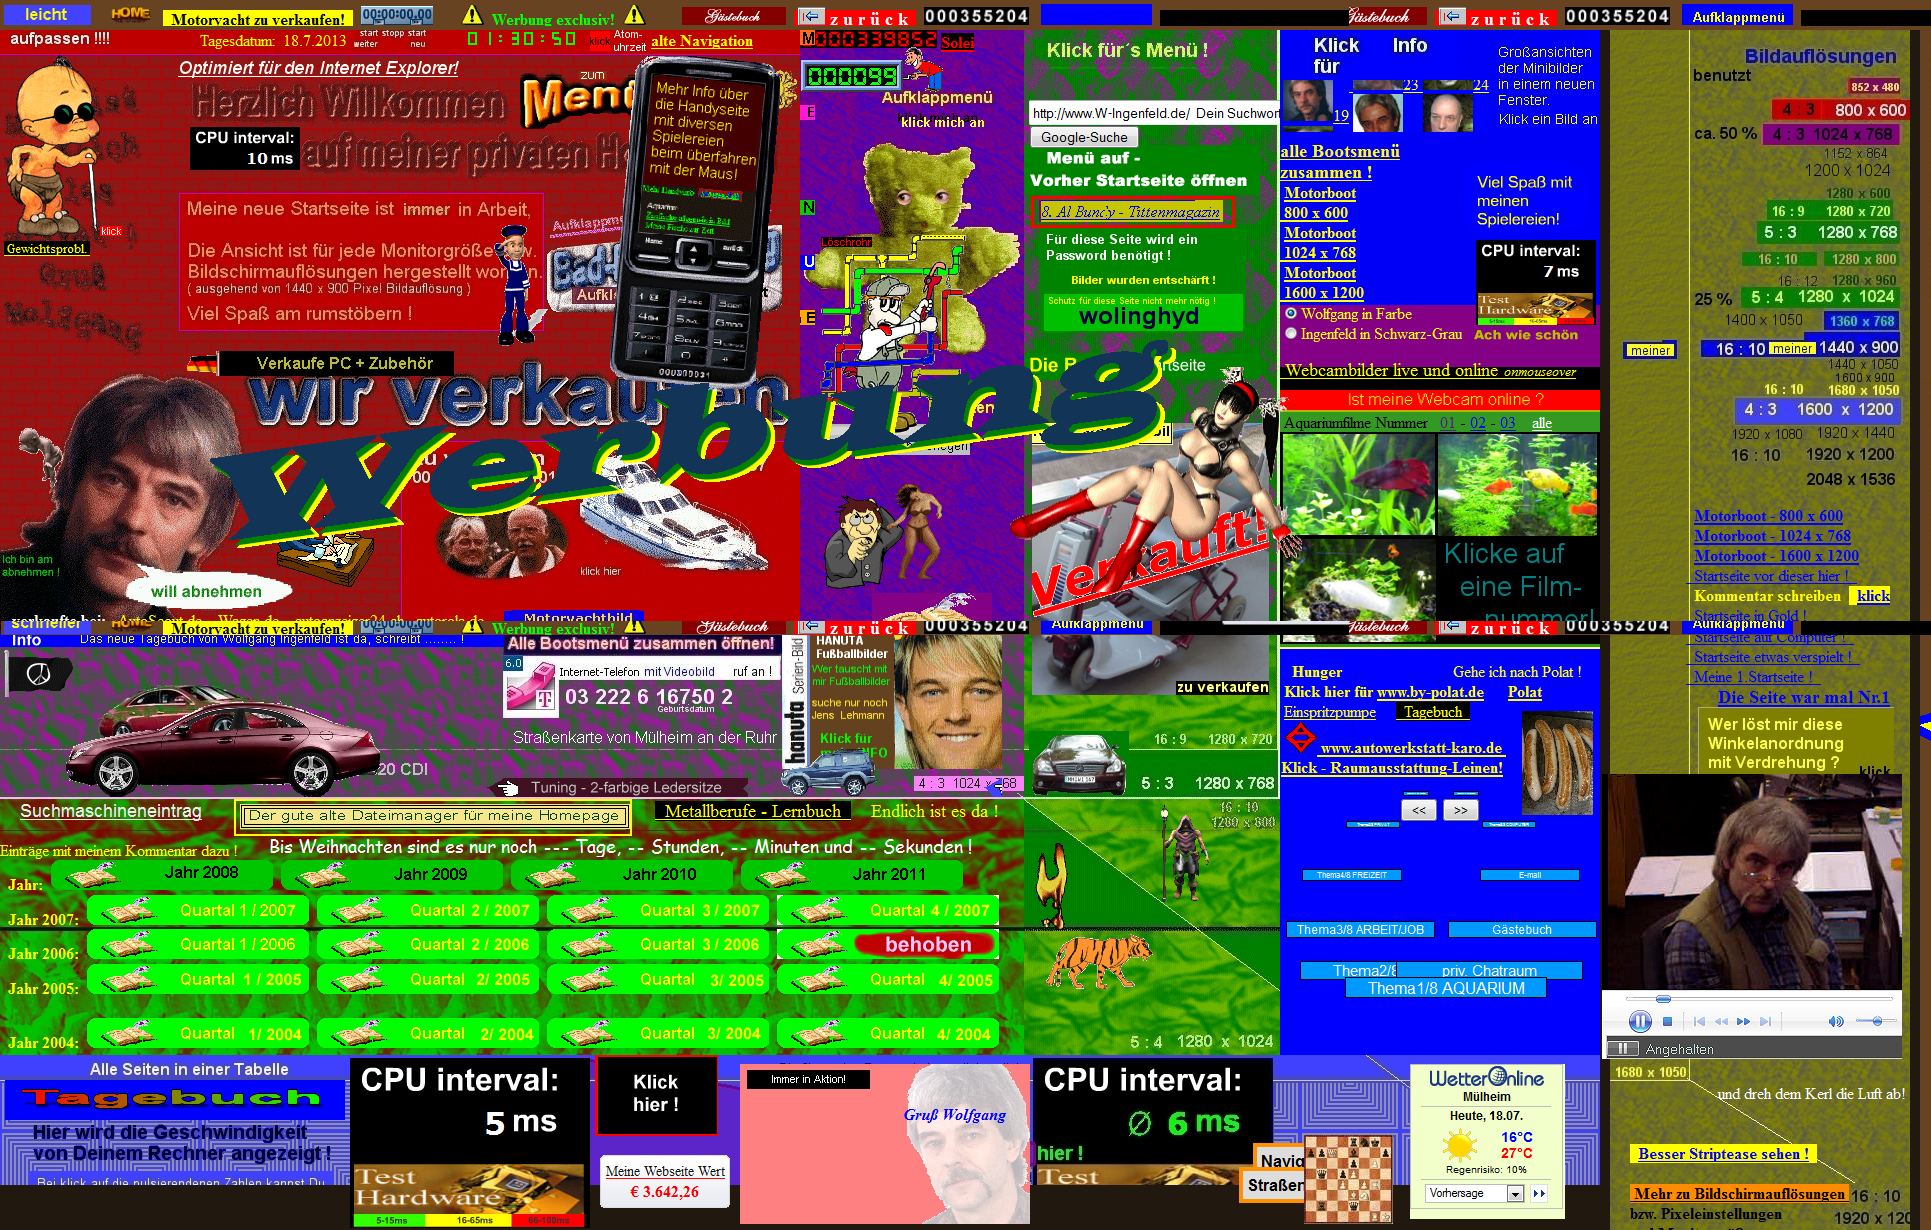 leicht
HOME
Motorvacht zu verkaufen!
00:00:00.00
Werbung exclusiv!
Gästebuch
zurück
000355204
Gästebuch
zurück
000355204
Aufklappmenü
aufpassen !!!!
Tagesdatum: 18.7.2013
start stopp start
weiter neu
01:30:50
klick
Atom-
uhrzeit
alte Navigation
000339852
Solei
Optimiert für den Internet Explorer!
Herzlich Willkommen
auf meiner privaten
zum
CPU interval:
10 ms
Mehr Info über
die Handyseite
mit diversen
Spielereien
beim überfahren
mit der Maus!
Meine neue Startseite ist immer in Arbeit,
Die Ansicht ist für jede Monitorgröße
Bildschirmauflösungen hergestellt
( ausgehend von 1440 x 900 Pixel Bildauflösung )
Viel Spaß am rumstöbern !
klick
Gewichtsprobl.
Gruß
Wolfgang
Verkaufe PC + Zubehör
wir verkaufen
Werbung
Ich bin am
abnehmen !
will abnehmen
klick hier
Motorvachtbild
000099
Aufklappmenü
klick mich an
M
E
N
U
E
Löschrohr
Klick für´s Menü !
http://www.W-Ingenfeld.de/ Dein Suchwort
Google-Suche
Menü auf -
Vorher Startseite öffnen
8. Al Bundy - Tittenmagazin
Für diese Seite wird ein
Password benötigt !
Bilder wurden entschärft !
Schutz für diese Seite nicht mehr nötig !
wolinghyd
Verkauft!
zu verkaufen
Klick Info
für
19
23
24
Großansichten
der Minibilder
in einem neuen
Fenster.
Klick ein Bild an
alle Bootsmenü
zusammen !
Motorboot
800 x 600
Motorboot
1024 x 768
Motorboot
1600 x 1200
Viel Spaß mit
meinen
Spielereien!
CPU interval:
7 ms
Test
Hardware
Wolfgang in Farbe
Ingenfeld in Schwarz-Grau
Ach wie schön
Webcambilder live und online onmouseover
Ist meine Webcam online ?
Aquariumfilme Nummer 01 - 02 - 03 alle
Klicke auf
eine Film-
nummer!
Bildauflösungen
benutzt
852 x 480
4 : 3 800 x 600
ca. 50 % 4 : 3 1024 x 768
1152 x 864
1200 x 1024
1280 x 600
16 : 9 1280 x 720
5 : 3 1280 x 768
16 : 10 1280 x 800
16 : 12 1280 x 960
25 % 5 : 4 1280 x 1024
1400 x 1050 1360 x 768
meiner
16 : 10 meiner 1440 x 900
1440 x 1050
1600 x 900
16 : 10 1680 x 1050
4 : 3 1600 x 1200
1920 x 1080 1920 x 1440
16 : 10 1920 x 1200
2048 x 1536
Motorboot - 800 x 600
Motorboot - 1024 x 768
Motorboot - 1600 x 1200
Startseite vor dieser hier !
Kommentar schreiben klick
Startseite in Gold !
HOME
Motorvacht zu verkaufen!
Werbung exclusiv!
Gästebuch
zurück
000355204
Aufklappmenü
Gästebuch
zurück
000355204
Aufklappmenü
Startseite auf Computer !
Startseite etwas verspielt !
Meine 1.Startseite !
Die Seite war mal Nr.1
Wer löst mir diese
Winkelanordnung
mit Verdrehung ?
klick
Info
Das neue Tagebuch von Wolfgang Ingenfeld ist da, schreibt ........ !
Alle Bootsmenü zusammen öffnen!
6.0
Internet-Telefon mit Videobild ruf an !
03 222 6 16750 2
Geburtsdatum
Straßenkarte von Mülheim an der Ruhr
20 CDI
Tuning - 2-farbige Ledersitze
hanuta Serien-Bild
HANUTA
Fußballbilder
Wer tauscht mit
mir Fußballbilder
suche nur noch
Jens Lehmann
Klick für
4 : 3 1024 x 768
16 : 9 1280 x 720
5 : 3 1280 x 768
16 : 10
1280 x 800
5 : 4 1280 x 1024
Hunger Gehe ich nach Polat !
Klick hier für www.by-polat.de Polat
Einspritzpumpe Tagebuch
www.autowerkstatt-karo.de
Klick - Raumausstattung-Leinen!
<< >>
Thema4/8 FREIZEIT E-mail
Thema3/8 ARBEIT/JOB Gästebuch
Thema2/8 priv. Chatraum
Thema1/8 AQUARIUM
Suchmaschineneintrag
Der gute alte Dateimanager für meine Homepage
Metallberufe - Lernbuch Endlich ist es da !
Einträge mit meinem Kommentar dazu !
Bis Weihnachten sind es nur noch --- Tage, -- Stunden, -- Minuten und -- Sekunden !
Jahr: Jahr 2008 Jahr 2009 Jahr 2010 Jahr 2011
Jahr 2007: Quartal 1 / 2007 Quartal 2 / 2007 Quartal 3 / 2007 Quartal 4 / 2007
Jahr 2006: Quartal 1 / 2006 Quartal 2 / 2006 Quartal 3 / 2006 behoben
Jahr 2005: Quartal 1 / 2005 Quartal 2/ 2005 Quartal 3/ 2005 Quartal 4/ 2005
Jahr 2004: Quartal 1/ 2004 Quartal 2/ 2004 Quartal 3/ 2004 Quartal 4/ 2004
Angehalten
Alle Seiten in einer Tabelle
Tagebuch
Hier wird die Geschwindigkeit
von Deinem Rechner angezeigt !
Bei klick auf die pulsierendenen Zahlen kannst Du
CPU interval:
5 ms
Test
Hardware
5-15ms 16-65ms 66-100ms
Klick
hier !
Meine Webseite Wert
€ 3.642,26
Immer in Aktion!
Gruß Wolfgang
CPU interval:
Ø 6 ms
hier !
Test
Hardware
Navig
Straßen
WetterOnline
Mülheim
Heute, 18.07.
16°C
27°C
Regenrisiko: 10%
Vorhersage
1680 x 1050
und dreh dem Kerl die Luft ab!
Besser Striptease sehen !
Mehr zu Bildschirmauflösungen 16 : 10
bzw. Pixeleinstellungen